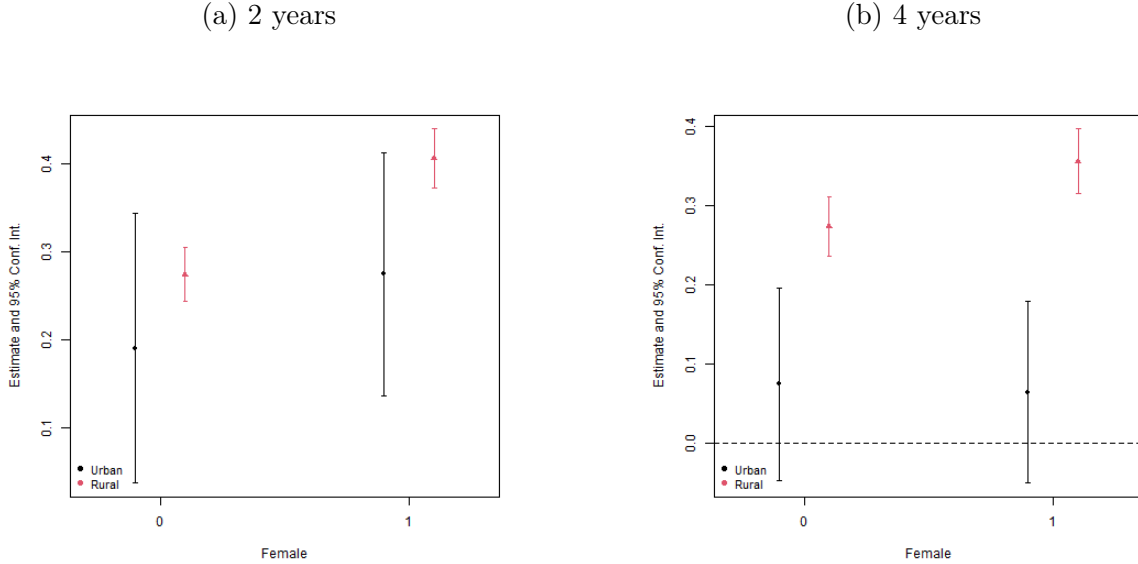 (a) 2 years
Estimate and 95% Conf. Int.
0.4
0.3
0.2
0.1
Urban
Rural
0
1
Female
(b) 4 years
Estimate and 95% Conf. Int.
0.4
0.3
0.2
0.1
0.0
Urban
Rural
0
1
Female